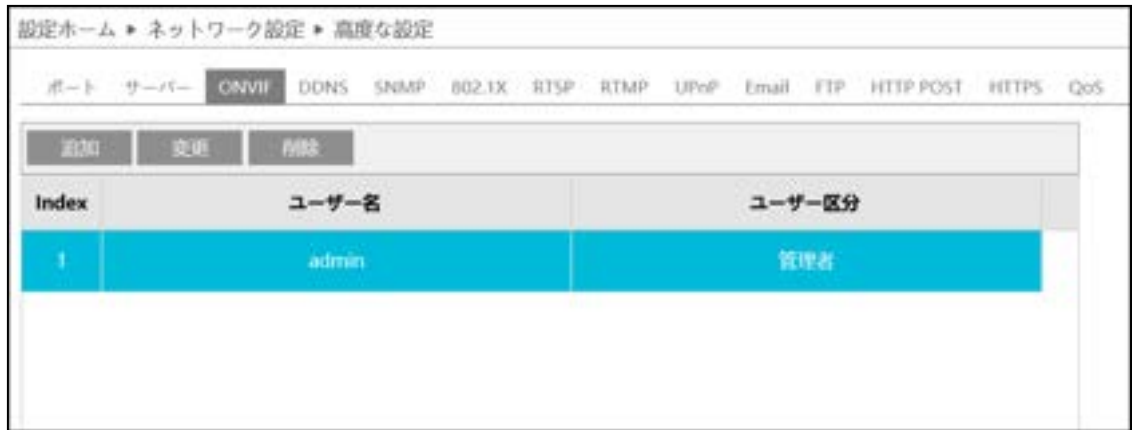 設定ホーム ▸ ネットワーク設定 ▸ 高度な設定
ポート サーバー ONVIF DDNS SNMP 802.1X RTSP RTMP UPnP Email FTP HTTP POST HTTPS QoS
追加 変更 削除
Index ユーザー名 ユーザー区分
1 admin 管理者